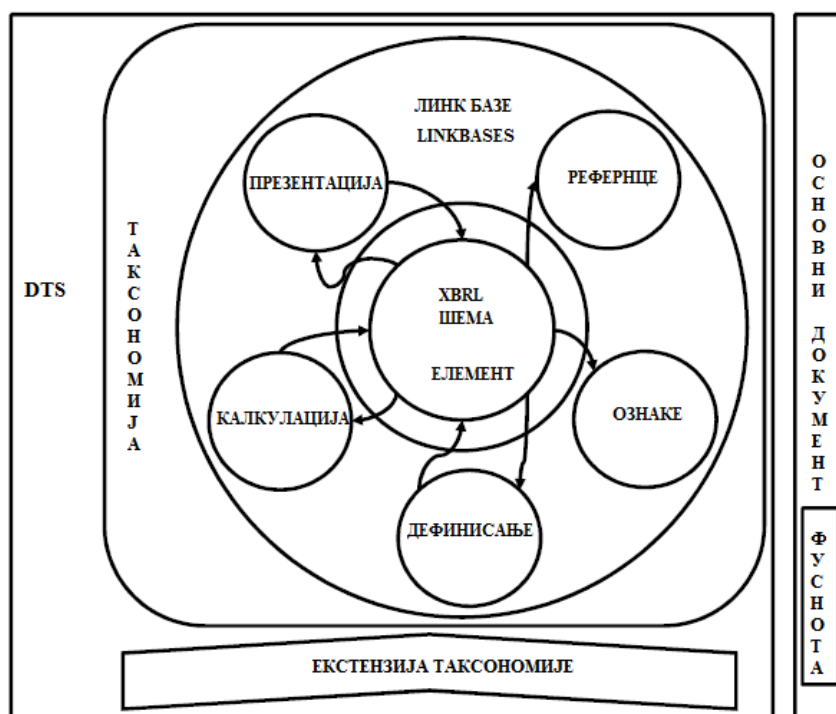 DTS
ТАКСОНОМИЈА
ЛИНК БАЗЕ
LINKBASES
ПРЕЗЕНТАЦИЈА
РЕФЕРНЦЕ
XBRL
ШЕМА
ЕЛЕМЕНТ
КАЛКУЛАЦИЈА
ОЗНАКЕ
ДЕФИНИСАЊЕ
ЕКСТЕНЗИЈА ТАКСОНОМИЈЕ
ОСНОВНИ ДОКУМЕНТ
ФУСНОТА